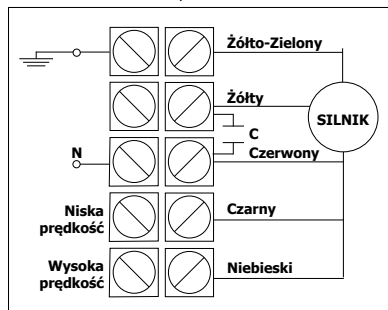 Żółto-Zielony
Żółty
SILNIK
C
N
Czerwony
Niska
prędkość
Czarny
Wysoka
prędkość
Niebieski